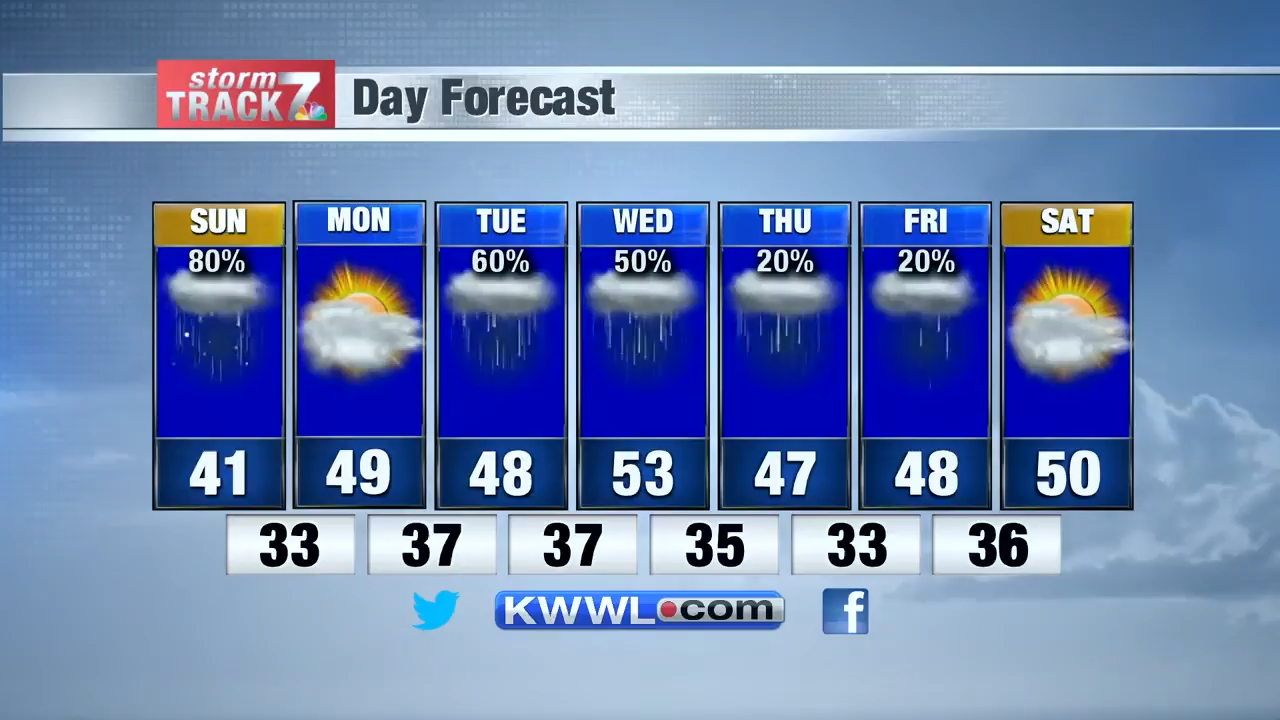 storm
TRACK 7 Day Forecast
SUN MON TUE WED THU FRI SAT
80% 60% 50% 20% 20%
41 49 48 53 47 48 50
33 37 37 35 33 36
KWWL.com f